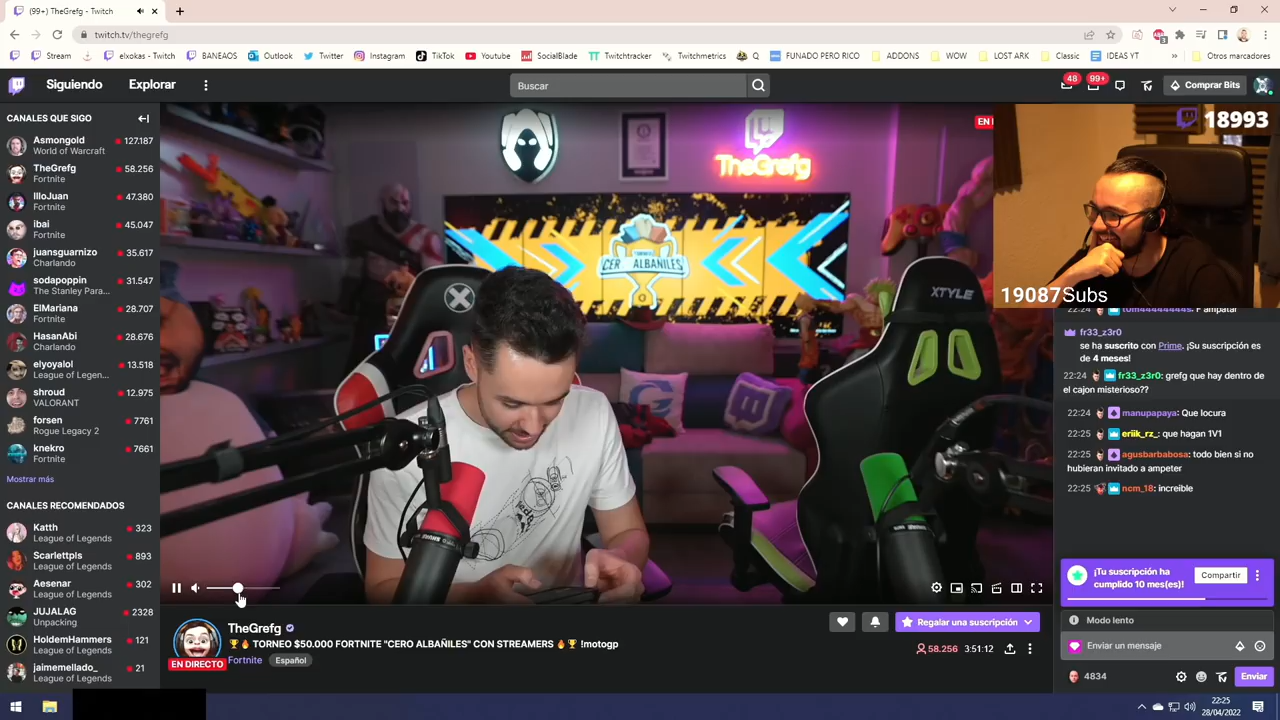 (99+) TheGrefg - Twitch
twitch.tv/thegrefg
Stream
elxokas - Twitch
BANEAOS
Outlook
Twitter
Instagram
TikTok
Youtube
SocialBlade
Twitchtracker
Twitchmetrics
Q
FUNADO PERO RICO
ADDONS
WOW
LOST ARK
Classic
IDEAS YT
Otros marcadores
Siguiendo
Explorar
Buscar
48
99+
Comprar Bits
CANALES QUE SIGO
Asmongold 127.187
World of Warcraft
TheGrefg 58.256
Fortnite
IlloJuan 47.380
Fortnite
ibai 45.047
Fortnite
juansguarnizo 35.617
Charlando
sodapoppin 31.547
The Stanley Para...
ElMariana 28.707
Fortnite
HasanAbi 28.676
Charlando
elyoyalol 13.518
League of Legen...
shroud 12.975
VALORANT
forsen 7761
Rogue Legacy 2
knekro 7661
Fortnite
Mostrar más
CANALES RECOMENDADOS
Katth 323
League of Legends
Scarlettpls 893
League of Legends
Aesenar 302
League of Legends
JUJALAG 2328
Unpacking
HoldemHammers 121
League of Legends
jaimemellado_ 21
League of Legends
TheGrefg
CER ALBAÑILES
XTYLE
EN
18993
19087Subs
fr33_z3r0
se ha suscrito con Prime. ¡Su suscripción es
de 4 meses!
22:24 fr33_z3r0: grefg que hay dentro de
el cajon misterioso??
22:24 manupapaya: Que locura
22:25 eriik_rz_: que hagan 1V1
22:25 agusbarbabosa: todo bien si no
hubieran invitado a ampeter
22:25 ncm_18: increible
¡Tu suscripción ha
cumplido 10 mes(es)!
Compartir
Modo lento
Enviar un mensaje
4834
Enviar
TheGrefg
TORNEO $50.000 FORTNITE "CERO ALBAÑILES" CON STREAMERS !motogp
EN DIRECTO
Fortnite
Español
Regalar una suscripción
58.256
3:51:12
22:25
28/04/2022